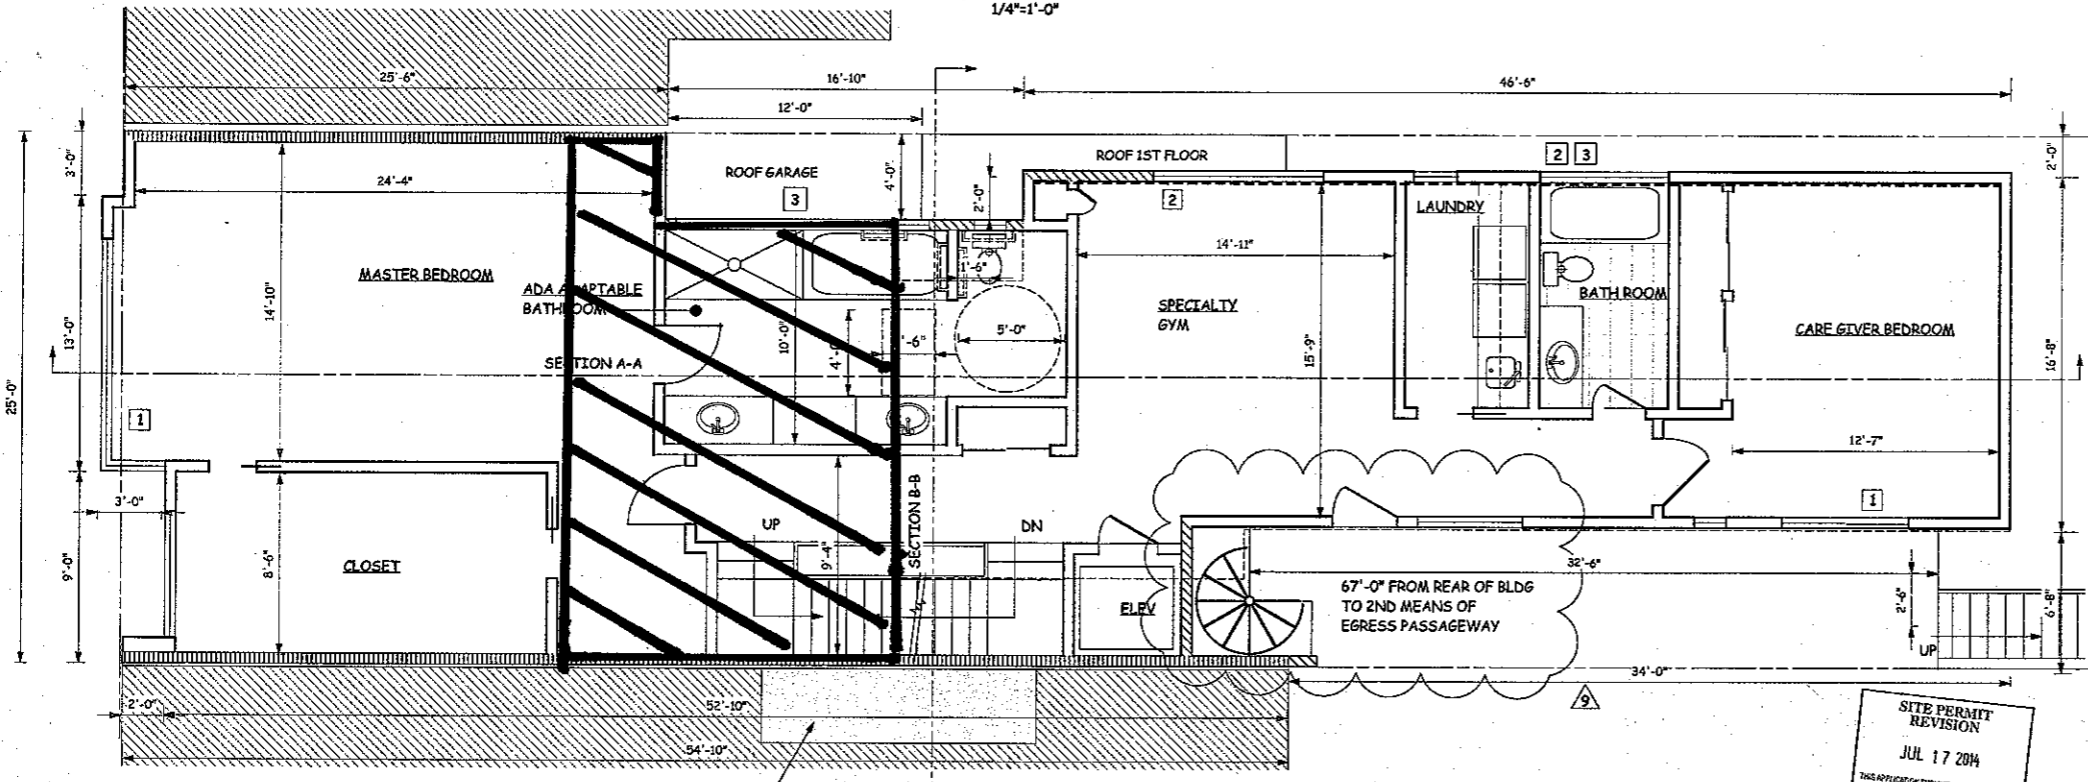 1/4"=1'-0"
25'-6"
16'-10"
46'-6"
12'-0"
ROOF GARAGE
3
4'-0"
ROOF 1ST FLOOR
2 3
2'-0"
3'-0"
24'-4"
2'-0"
2
LAUNDRY
14'-11"
MASTER BEDROOM
1'-6"
ADA ADAPTABLE
BATHROOM
SPECIALTY
GYM
BATH ROOM
CARE GIVER BEDROOM
14'-10"
13'-0"
10'-0"
5'-0"
SECTION A-A
15'-9"
16'-8"
25'-0"
1
12'-7"
3'-0"
1
UP
DN
SECTION B-B
9'-0"
8'-6"
CLOSET
9'-4"
ELEV
32'-6"
67'-0" FROM REAR OF BLDG
TO 2ND MEANS OF
EGRESS PASSAGEWAY
2'-6"
6'-8"
UP
34'-0"
2'-0"
52'-10"
9
54'-10"
SITE PERMIT
REVISION
JUL 17 2014